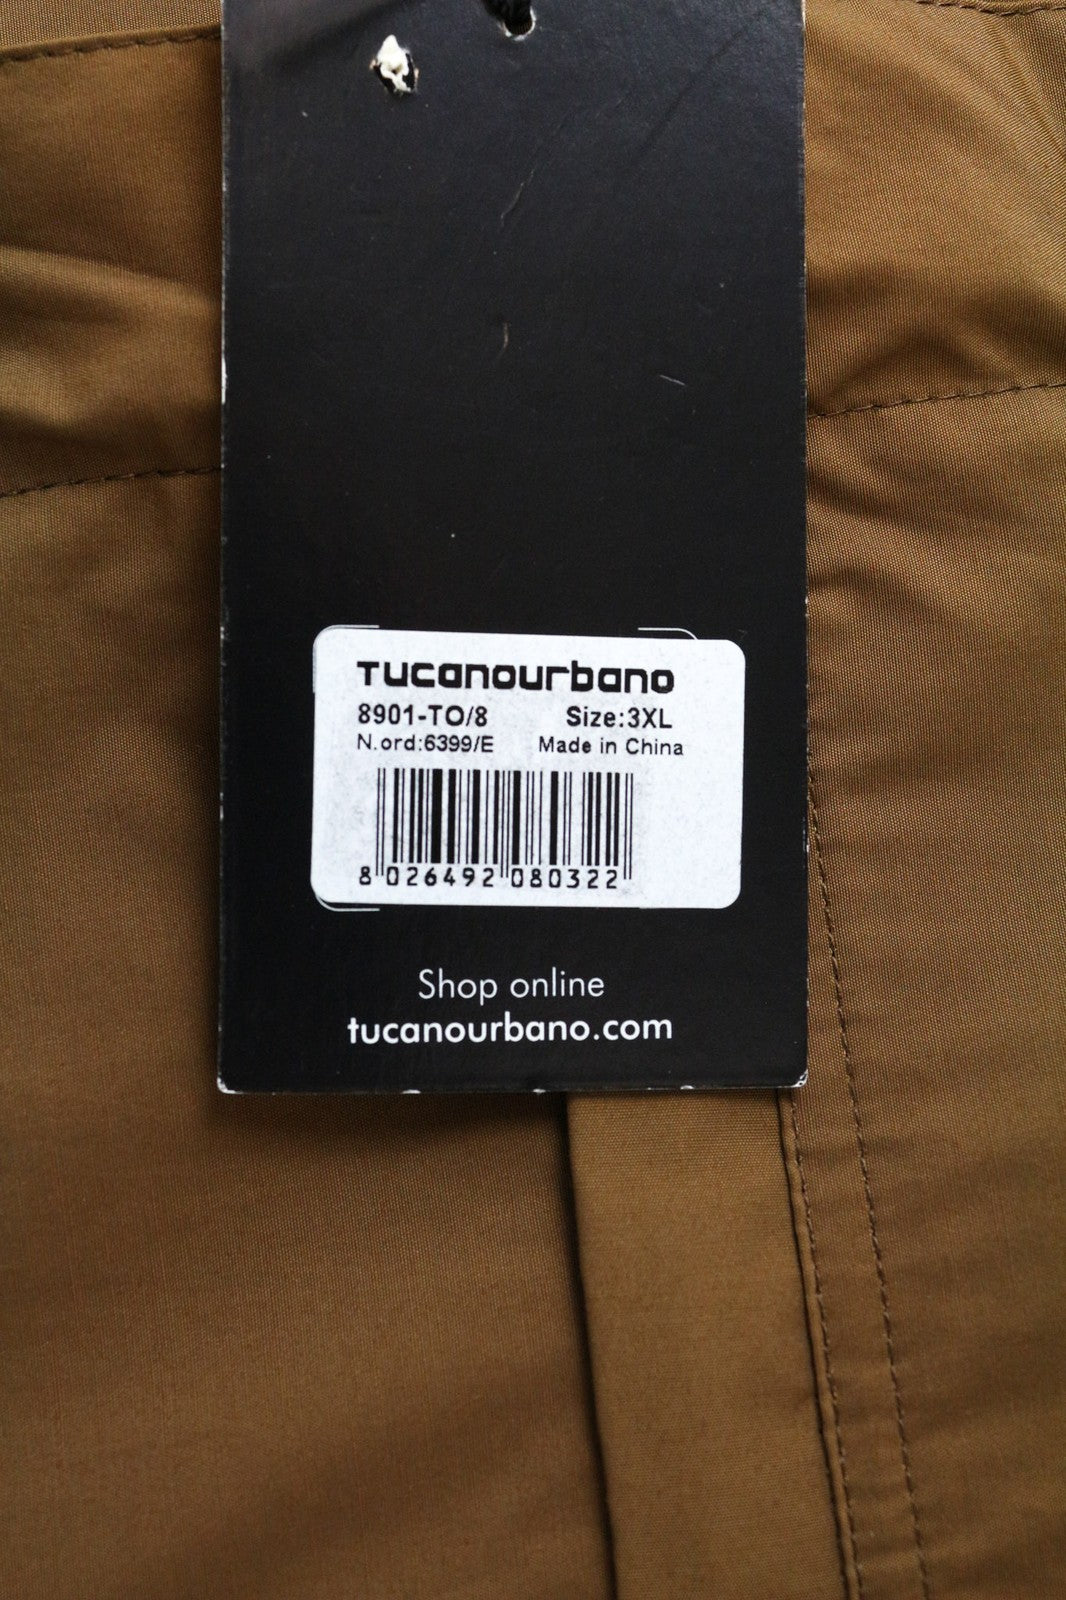 Tucanourbano
8901-TO/8 Size:3XL
N.ord:6399/E Made in China
8 026492 080322
Shop online
tucanourbano.com